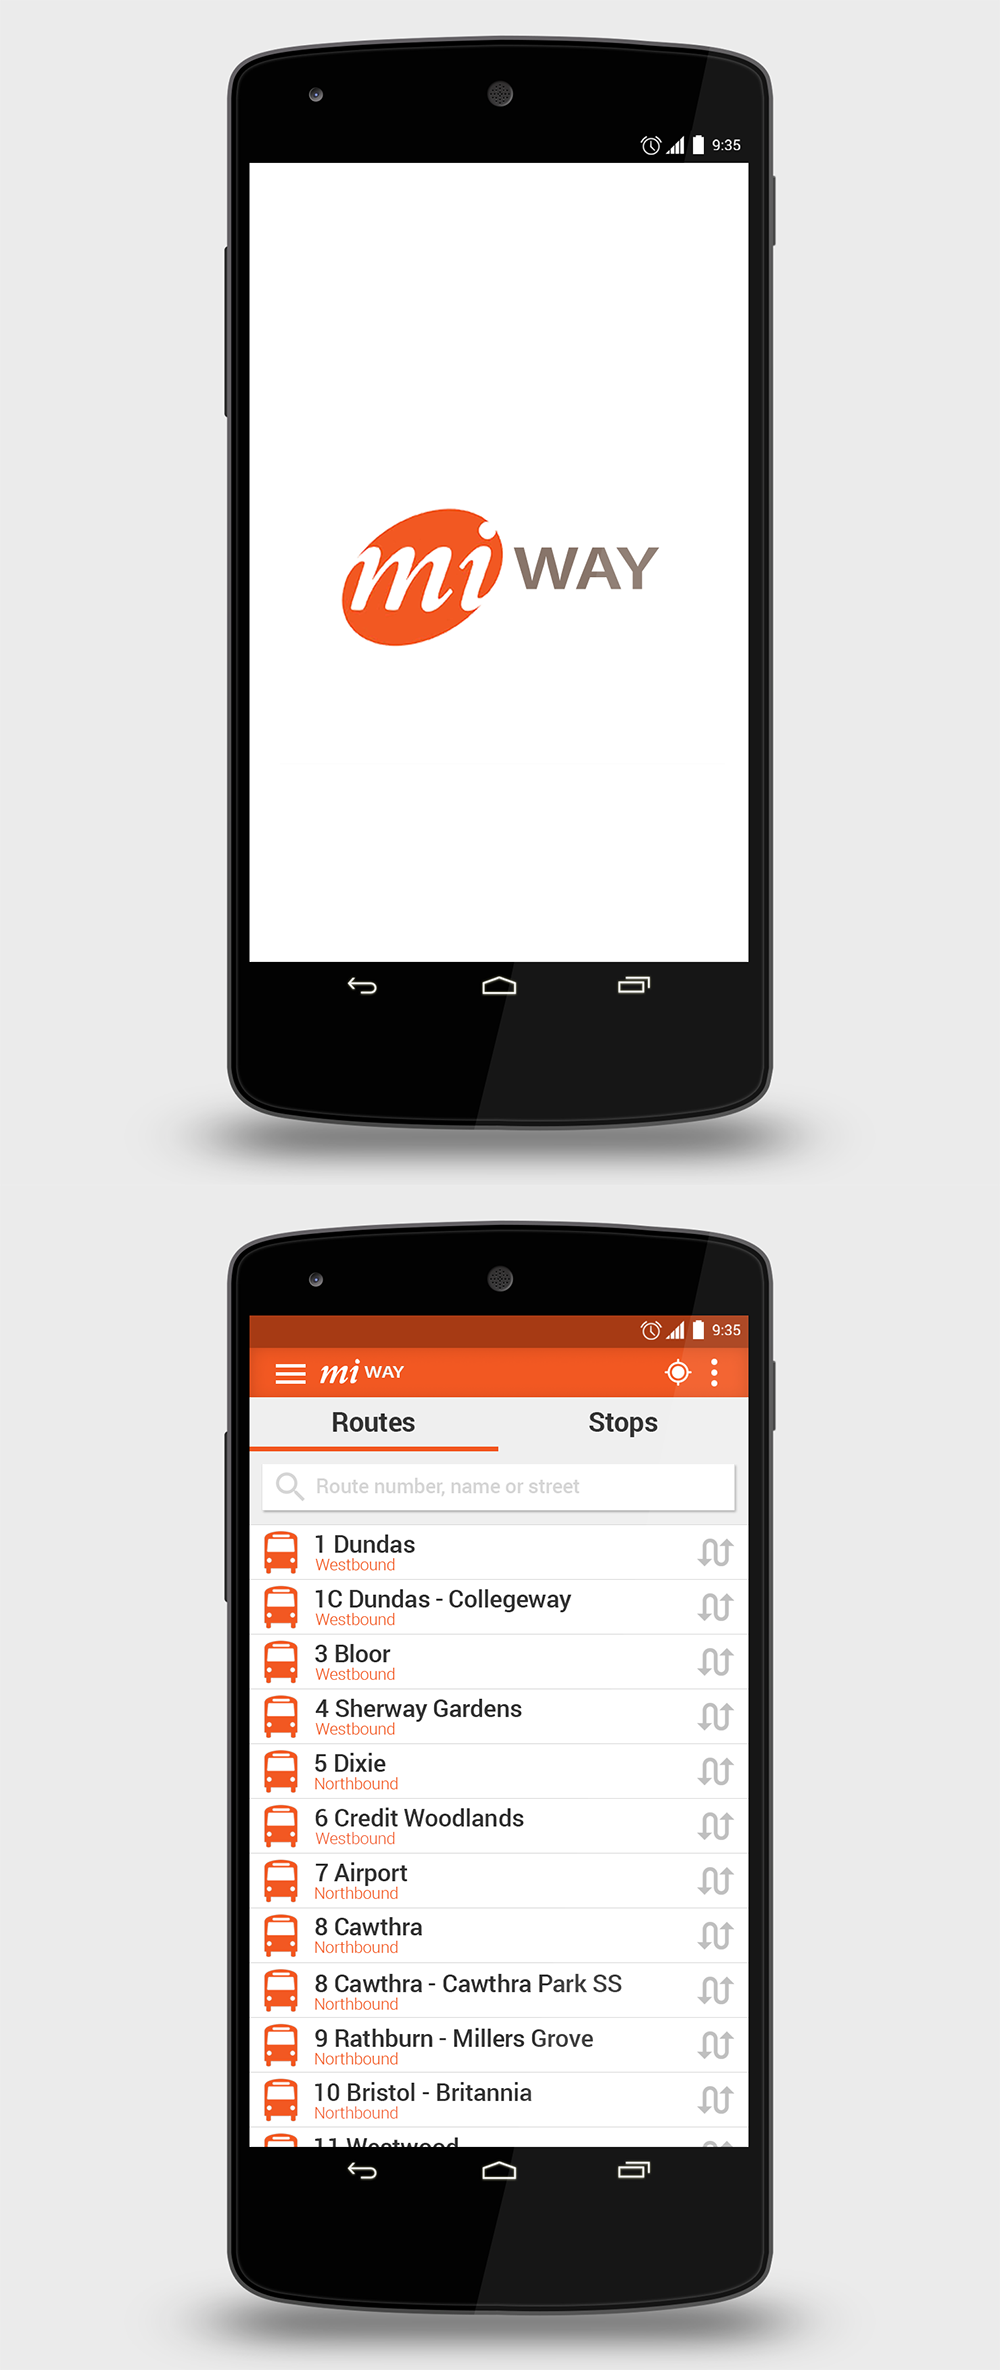 9:35
mi WAY
9:35
mi WAY
Routes Stops
Route number, name or street
1 Dundas
Westbound
1C Dundas - Collegeway
Westbound
3 Bloor
Westbound
4 Sherway Gardens
Westbound
5 Dixie
Northbound
6 Credit Woodlands
Westbound
7 Airport
Northbound
8 Cawthra
Northbound
8 Cawthra - Cawthra Park SS
Northbound
9 Rathburn - Millers Grove
Northbound
10 Bristol - Britannia
Northbound
11 Westwood